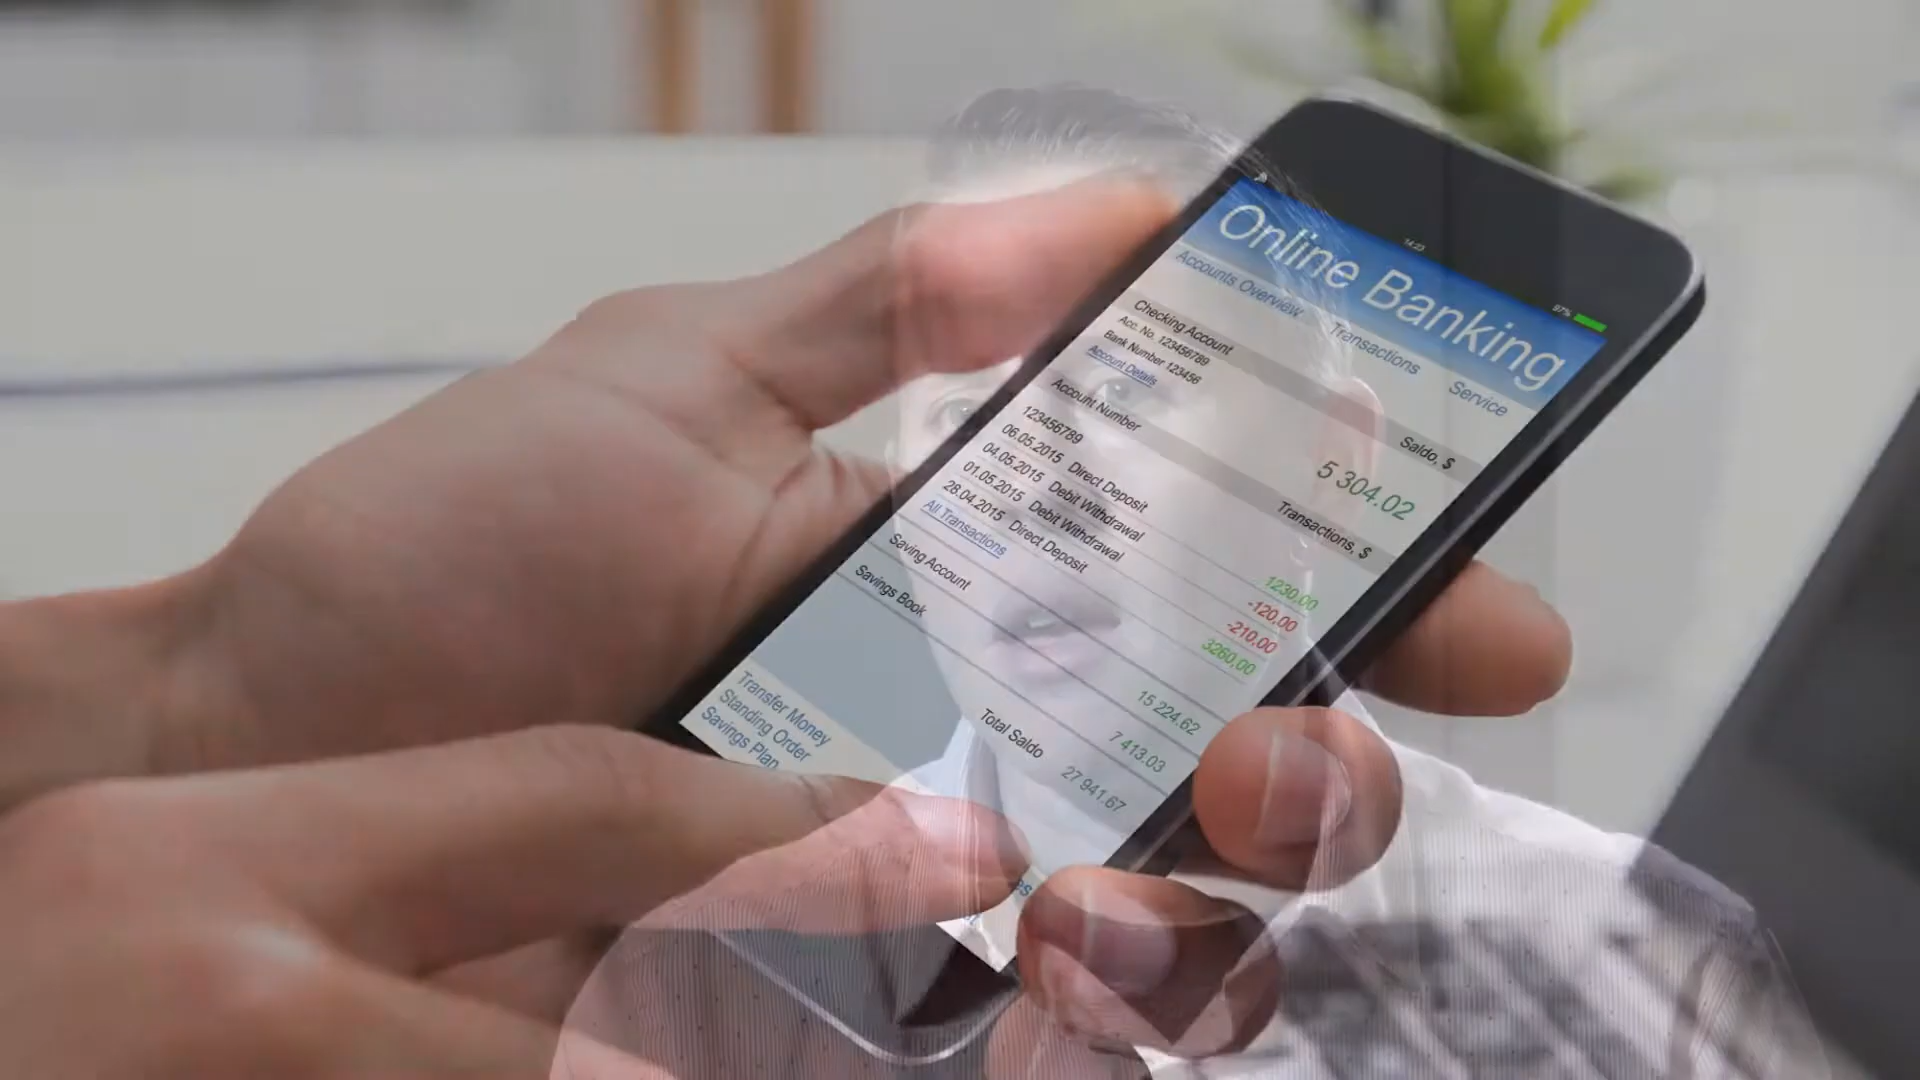 14:23
97%
Online Banking
Accounts Overview Transactions Service
Checking Account Saldo, $
Acc. No. 123456789
Bank Number 123456
5 304.02
Account Details
Account Number Transactions, $
123456789
06.05.2015 Direct Deposit 1230,00
04.05.2015 Debit Withdrawal -120,00
01.05.2015 Debit Withdrawal -210,00
28.04.2015 Direct Deposit 3260,00
All Transactions
Saving Account 15 224.62
Savings Book 7 413.03
Total Saldo 27 941.67
Transfer Money
Standing Order
Savings Plan